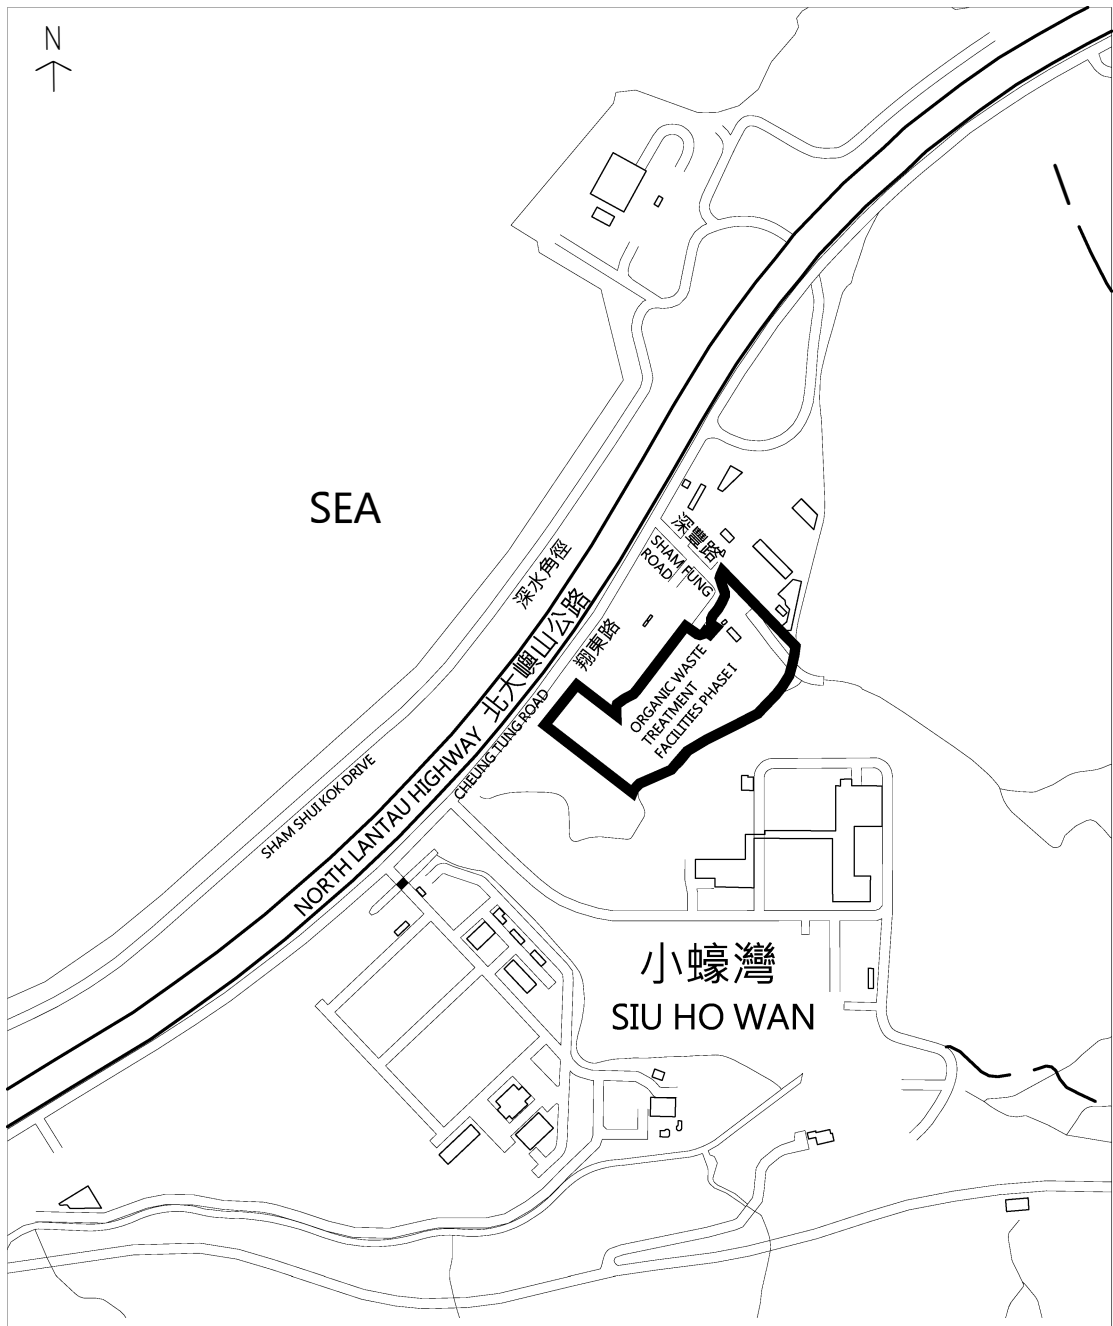 N
SEA
深豐路
SHAM FUNG
ROAD
深水角徑
翔東路
ORGANIC WASTE
TREATMENT
FACILITIES PHASE I
NORTH LANTAU HIGHWAY 北大嶼山公路
CHEUNG TUNG ROAD
SHAM SHUI KOK DRIVE
小蠔灣
SIU HO WAN